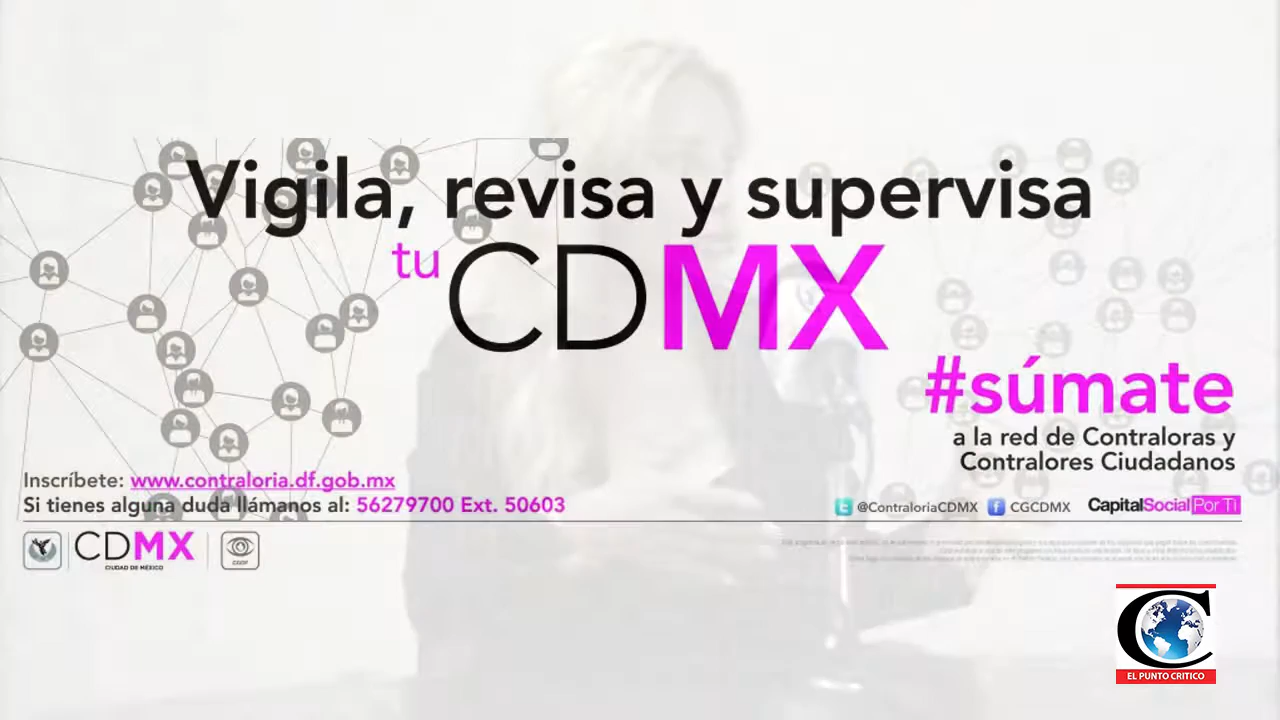 Vigila, revisa y supervisa
tu CDMX
#súmate
a la red de Contraloras y
Contralores Ciudadanos
Inscríbete: www.contraloria.df.gob.mx
Si tienes alguna duda llámanos al: 56279700 Ext. 50603
@ContraloriaCDMX CGCDMX CapitalSocial Por Ti
CDMX
CIUDAD DE MÉXICO
CGDF
C
EL PUNTO CRITICO